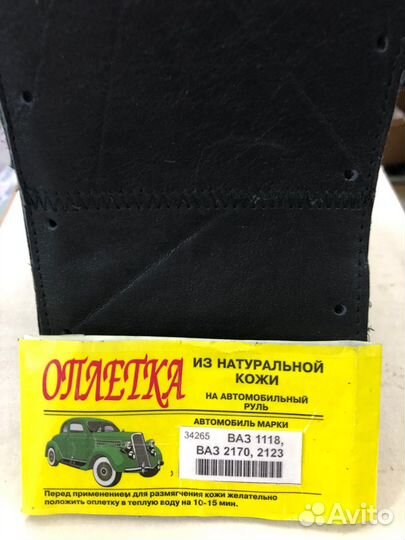 ОПЛЕТКА
ИЗ НАТУРАЛЬНОЙ
КОЖИ
НА АВТОМОБИЛЬНЫЙ
РУЛЬ
АВТОМОБИЛЬ МАРКИ
34265 ВАЗ 1118,
ВАЗ 2170, 2123
Перед применением для размягчения кожи желательно
положить оплетку в теплую воду на 10-15 мин.
Avito